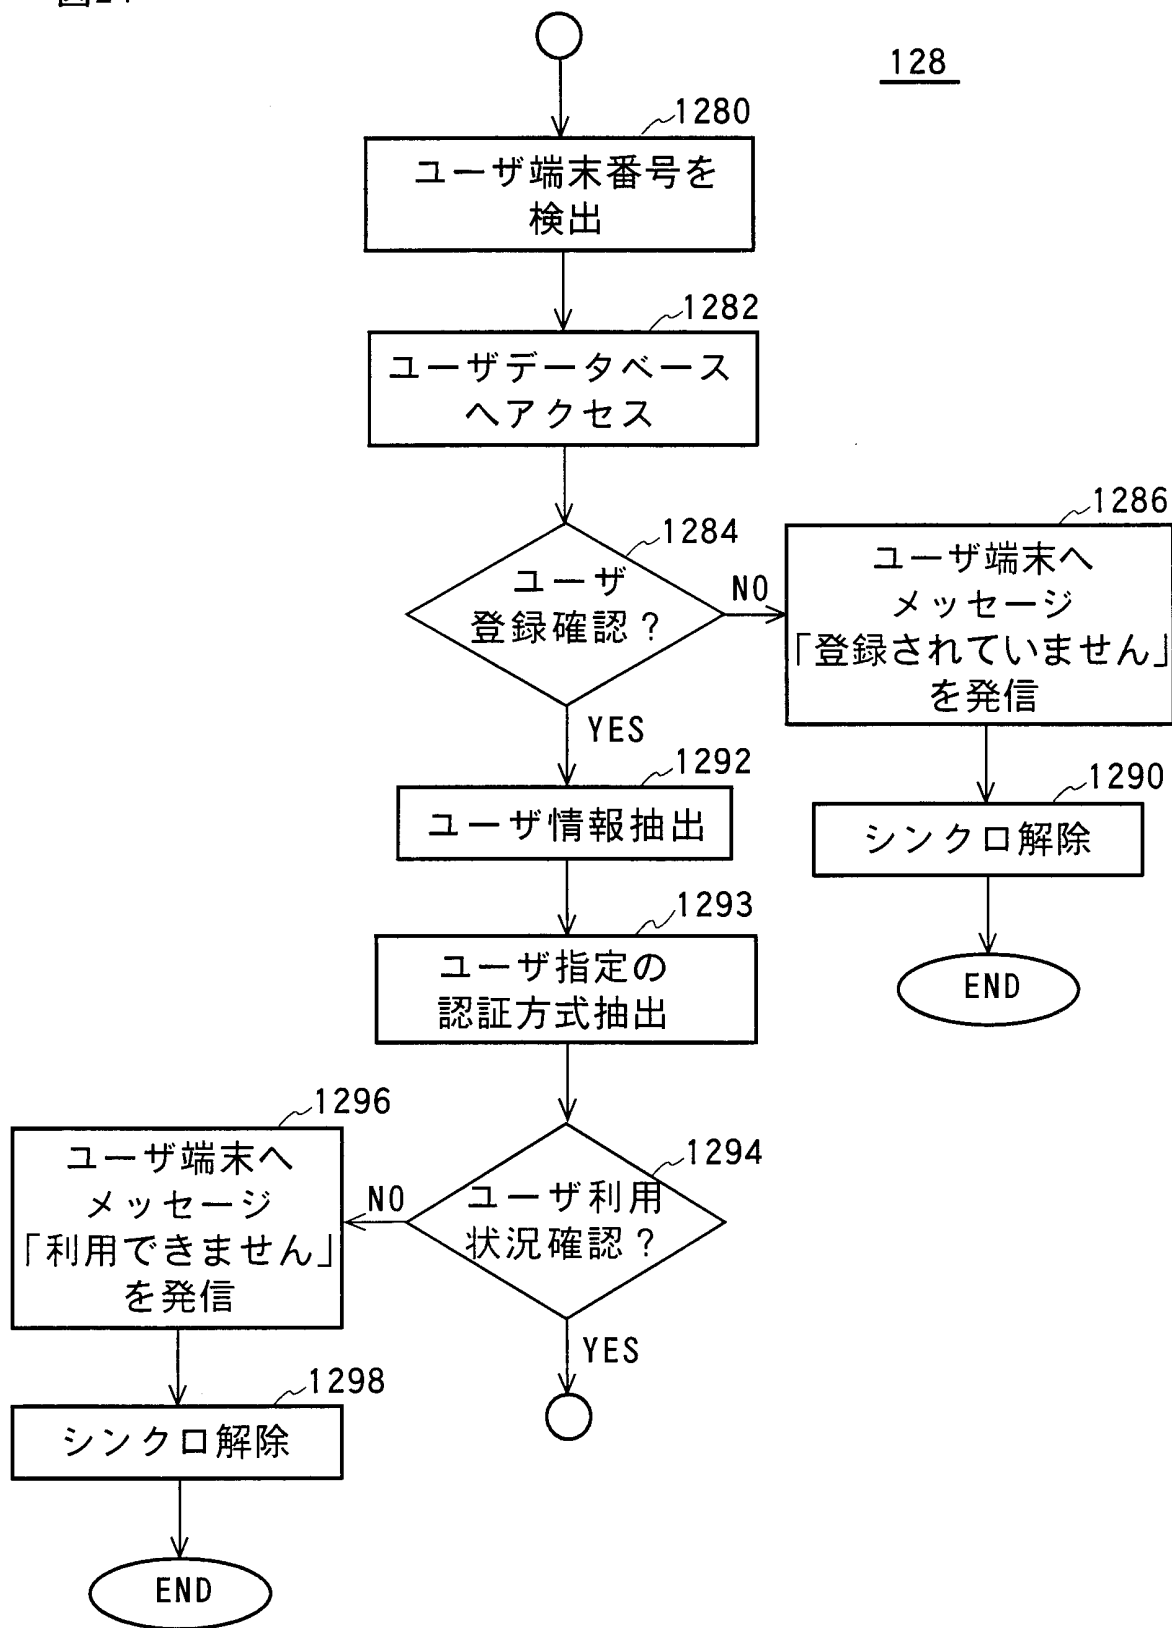 128
1280
ユーザ端末番号を
検出
1282
ユーザデータベース
へアクセス
1284
ユーザ
登録確認?
NO
1286
ユーザ端末へ
メッセージ
「登録されていません」
を発信
YES
1290
シンクロ解除
END
1292
ユーザ情報抽出
1293
ユーザ指定の
認証方式抽出
1294
ユーザ利用
状況確認?
NO
1296
ユーザ端末へ
メッセージ
「利用できません」
を発信
YES
1298
シンクロ解除
END